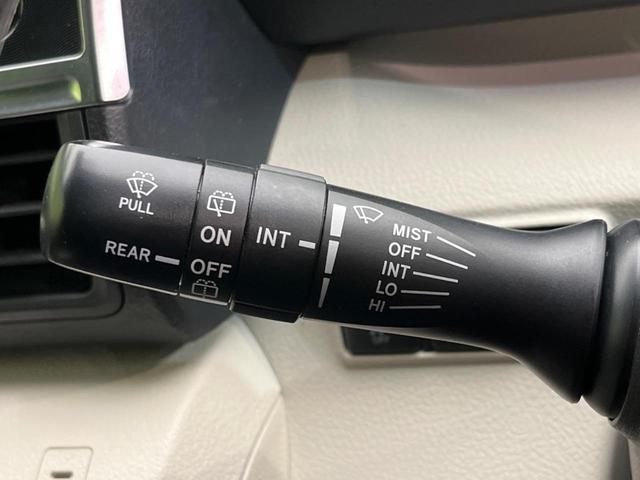 PULL
REAR
ON
OFF
INT
MIST
OFF
INT
LO
HI